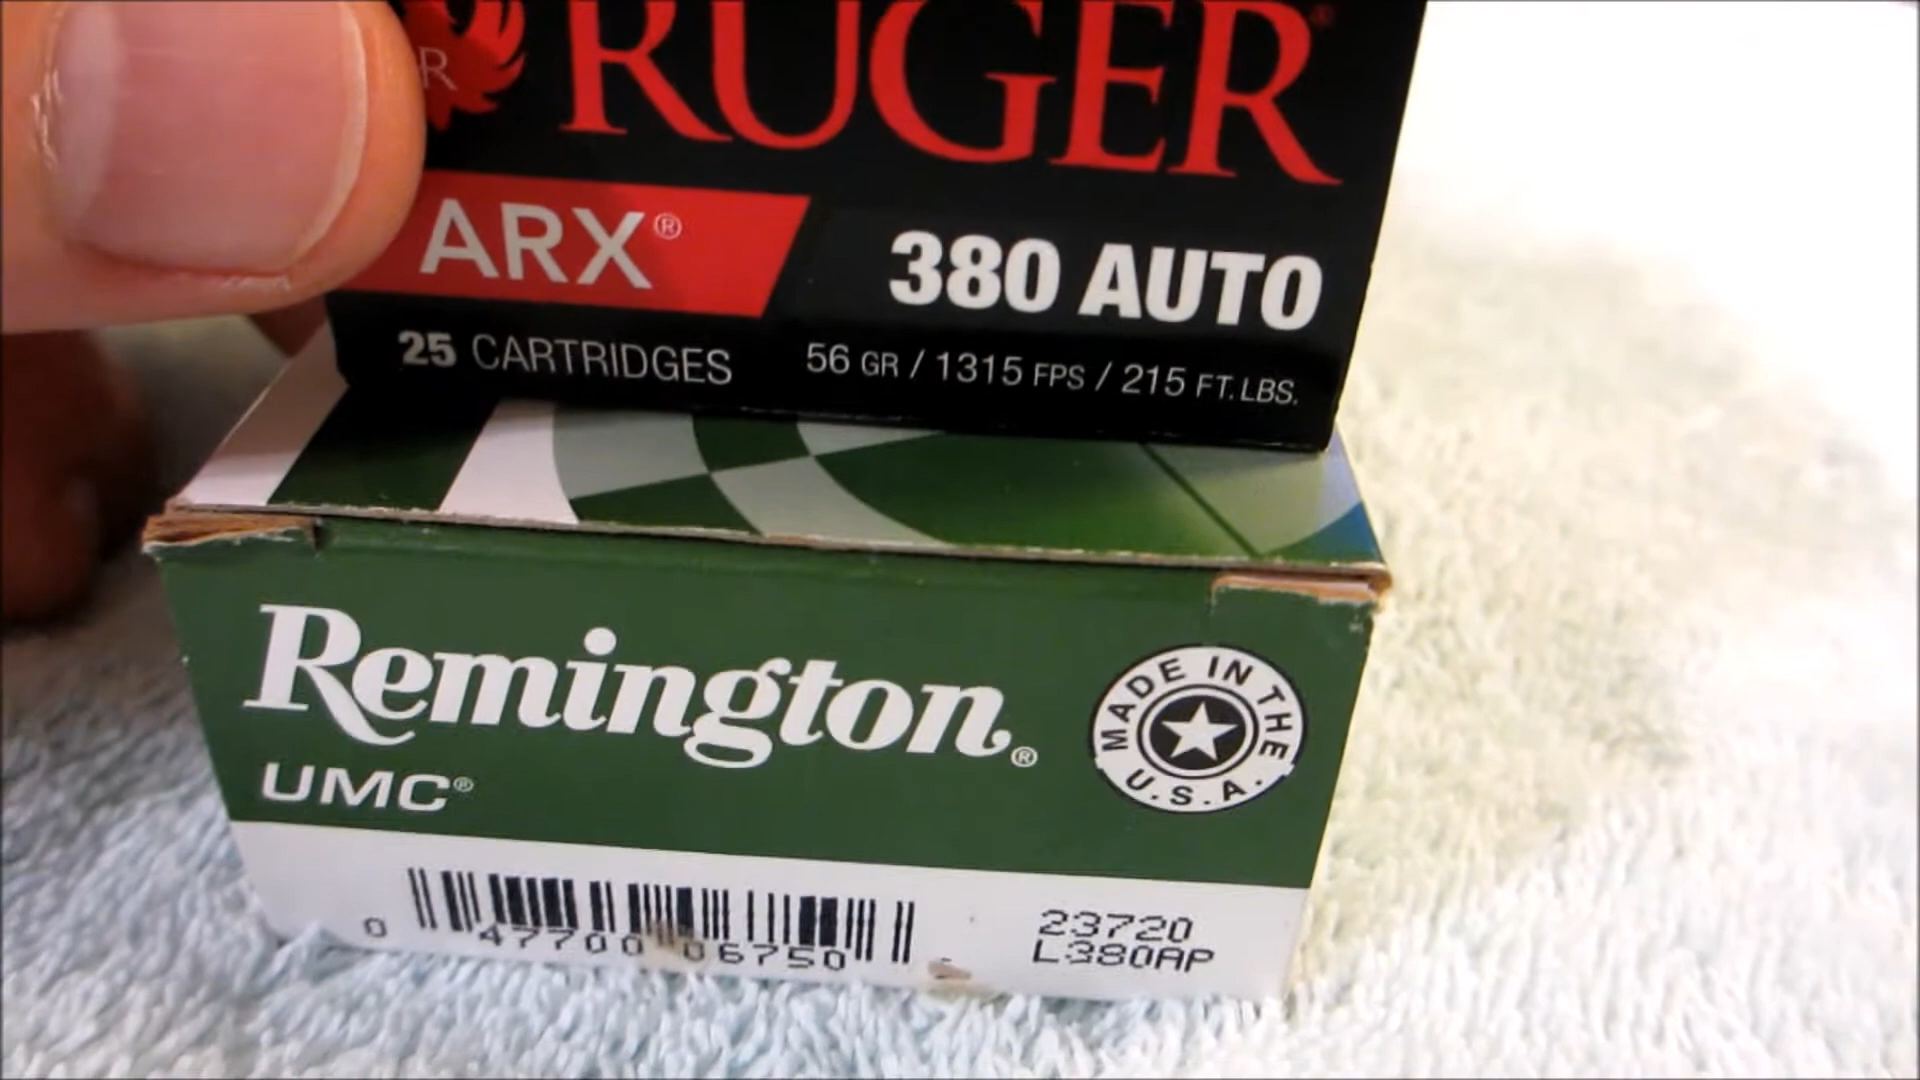 R
RUGER®
ARX®
380 AUTO
25 CARTRIDGES
56 GR / 1315 FPS / 215 FT. LBS.
Remington®
UMC®
MADE IN THE U.S.A.
0 47700 06750
23720
L380AP